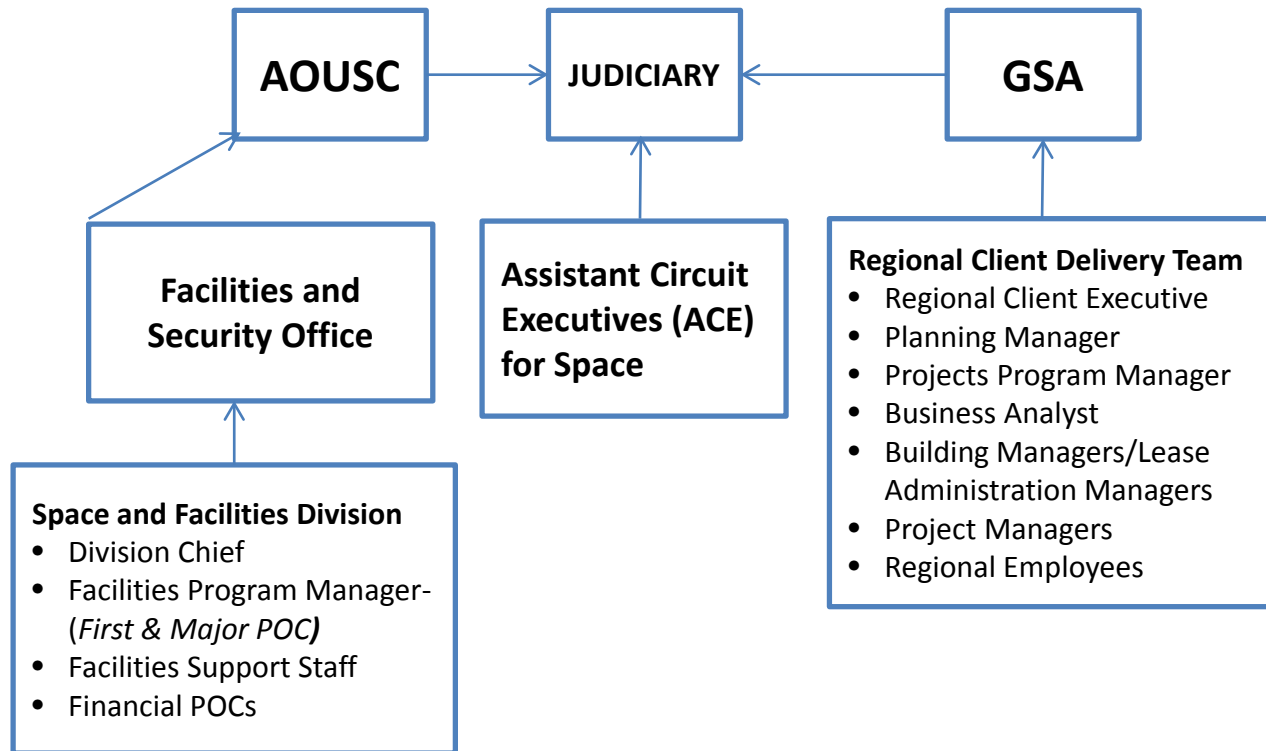 AOUSC
JUDICIARY
GSA
Facilities and
Security Office
Assistant Circuit
Executives (ACE)
for Space
Regional Client Delivery Team
• Regional Client Executive
• Planning Manager
• Projects Program Manager
• Business Analyst
• Building Managers/Lease
Administration Managers
• Project Managers
• Regional Employees
Space and Facilities Division
• Division Chief
• Facilities Program Manager-
(First & Major POC)
• Facilities Support Staff
• Financial POCs